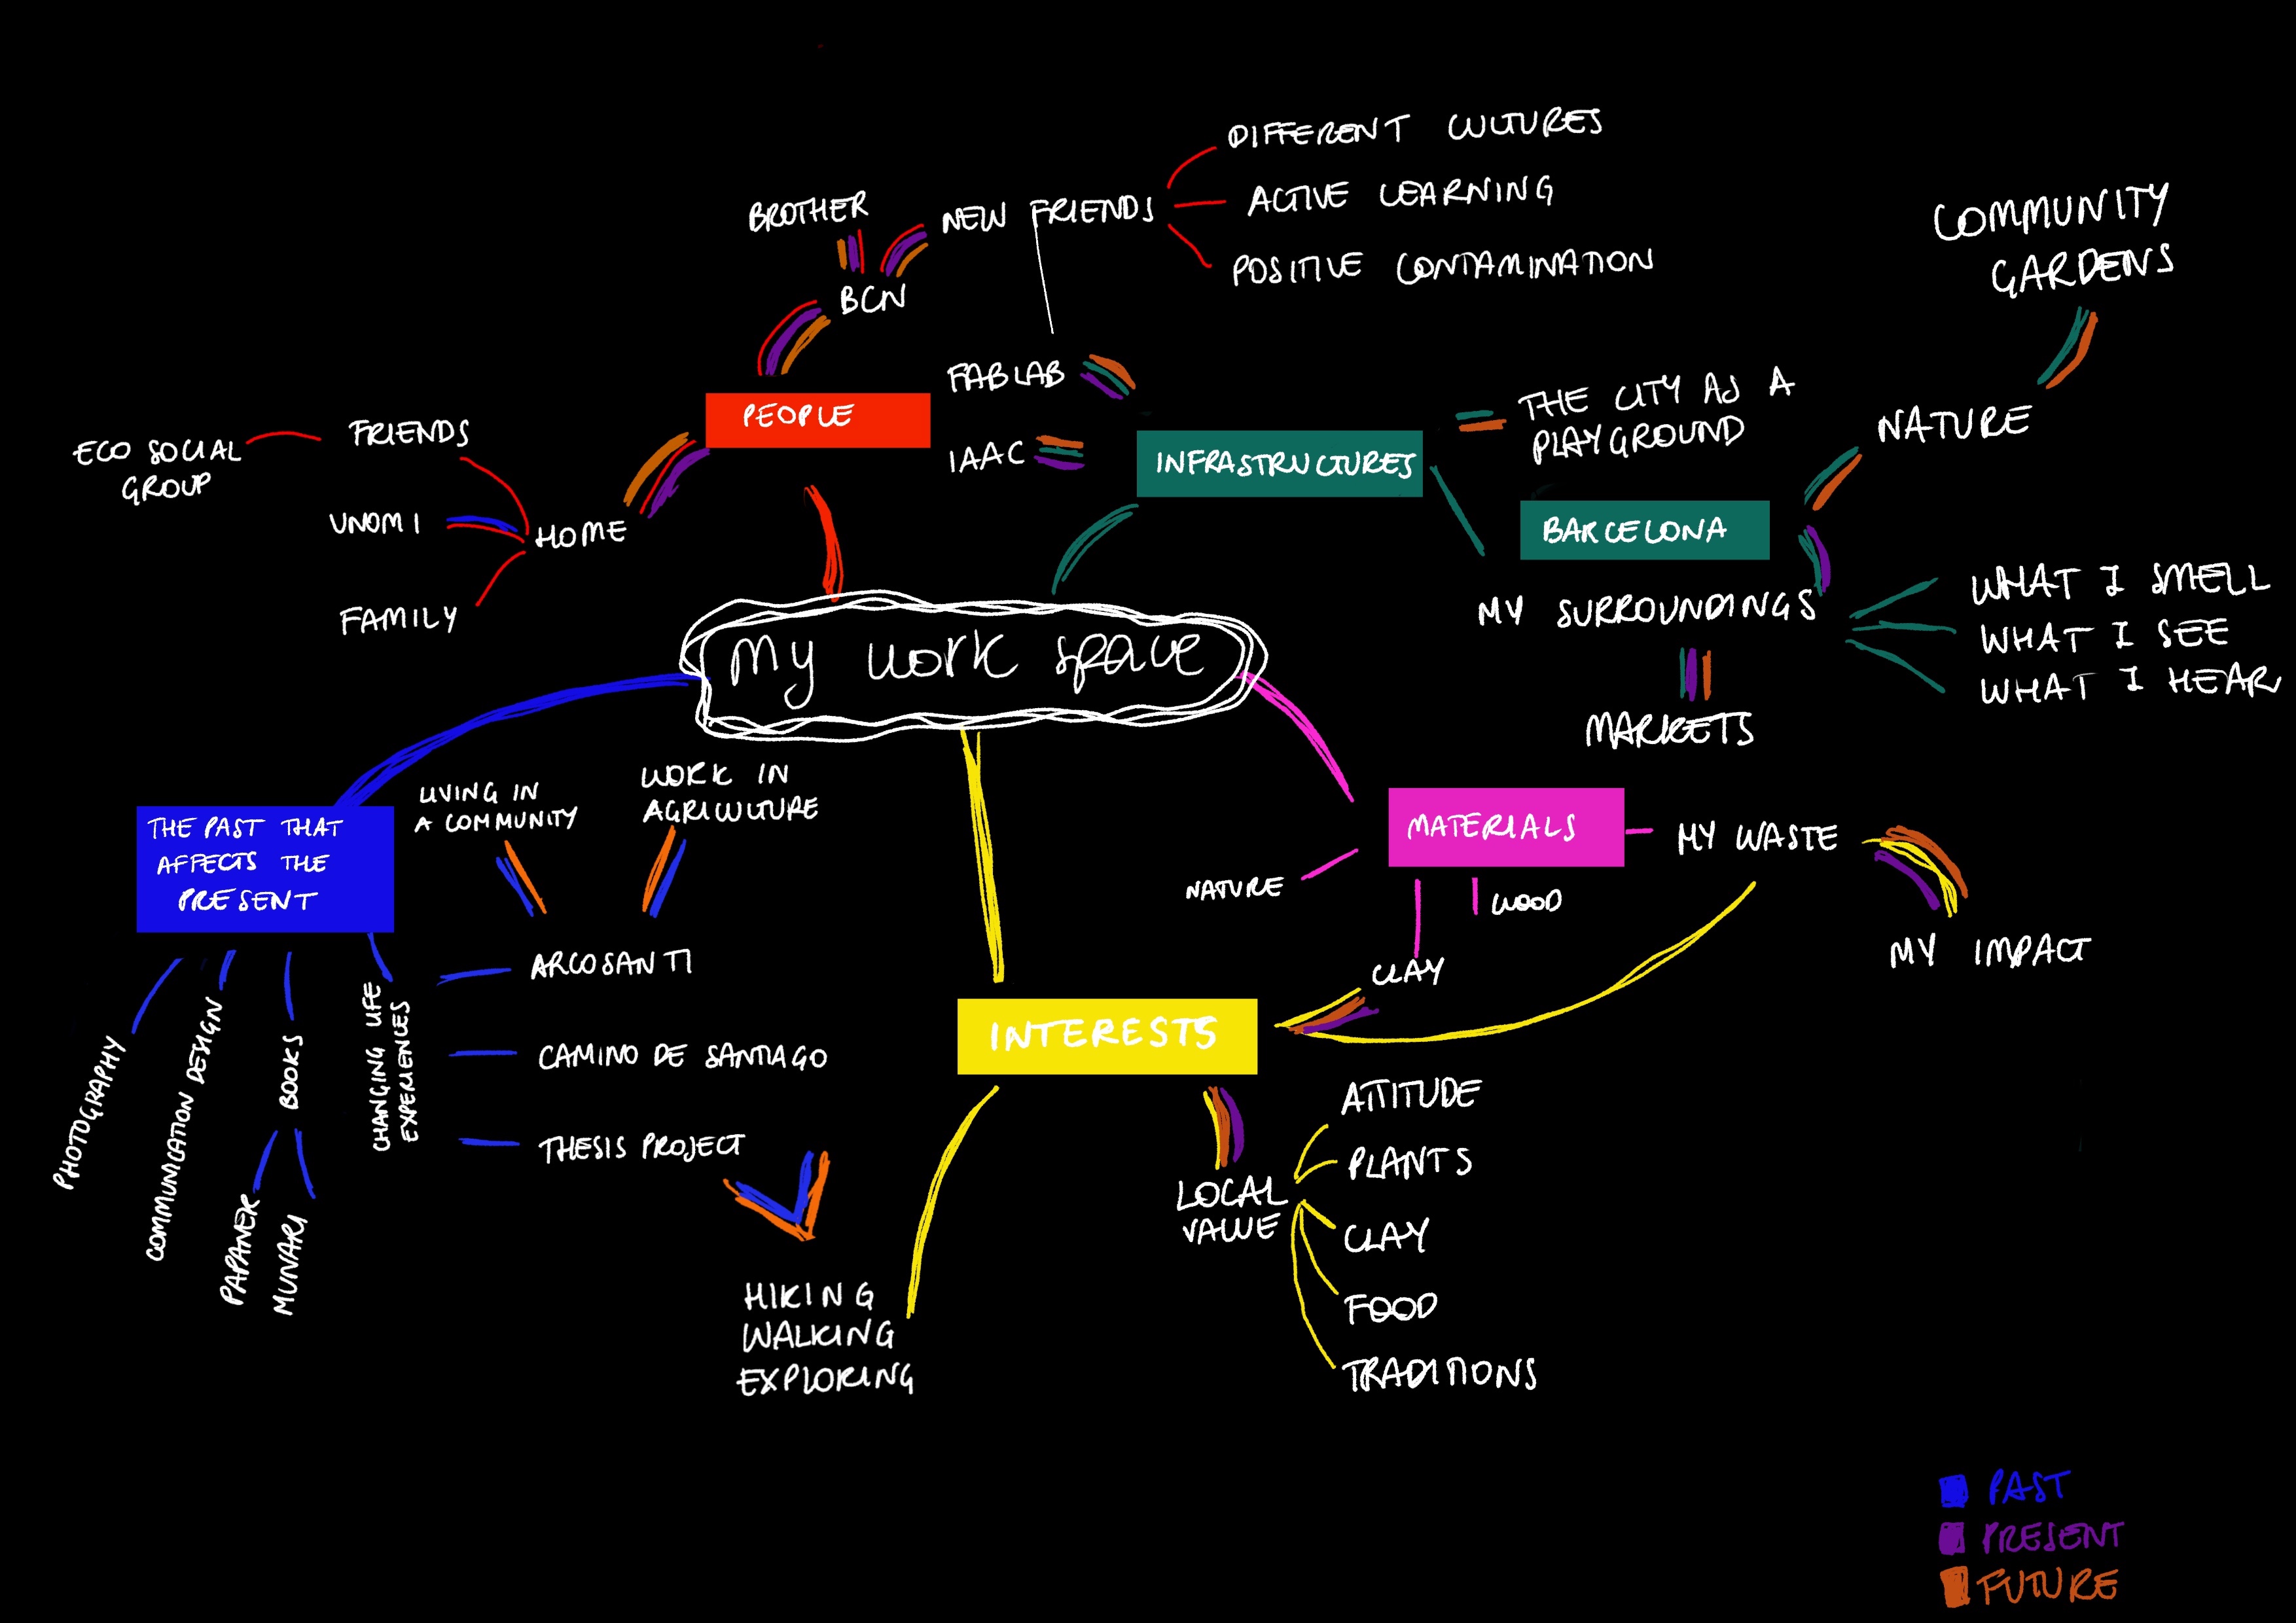 DIFFERENT CULTURES
ACTIVE LEARNING
POSITIVE CONTAMINATION
BROTHER
NEW FRIENDS
BCN
COMMUNITY
GARDENS
FABLAB
IAAC
PEOPLE
INFRASTRUCTURES
THE CITY AS A
PLAYGROUND
NATURE
BARCELONA
MY SURROUNDINGS
WHAT I SMELL
WHAT I SEE
WHAT I HEAR
MARKETS
FRIENDS
ECO SOCIAL
GROUP
UNOMI
HOME
FAMILY
My work space
THE PAST THAT
AFFECTS THE
PRESENT
LIVING IN
A COMMUNITY
WORK IN
AGRICULTURE
ARCOSANTI
CAMINO DE SANTIAGO
THESIS PROJECT
PHOTOGRAPHY
COMMUNICATION DESIGN
BOOKS
PAPANEK
MUNARI
CHANGING LIFE
EXPERIENCES
MATERIALS
MY WASTE
MY IMPACT
NATURE
WOOD
CLAY
INTERESTS
HIKING
WALKING
EXPLORING
LOCAL
VALUE
ATTITUDE
PLANTS
CLAY
FOOD
TRADITIONS
PAST
PRESENT
FUTURE